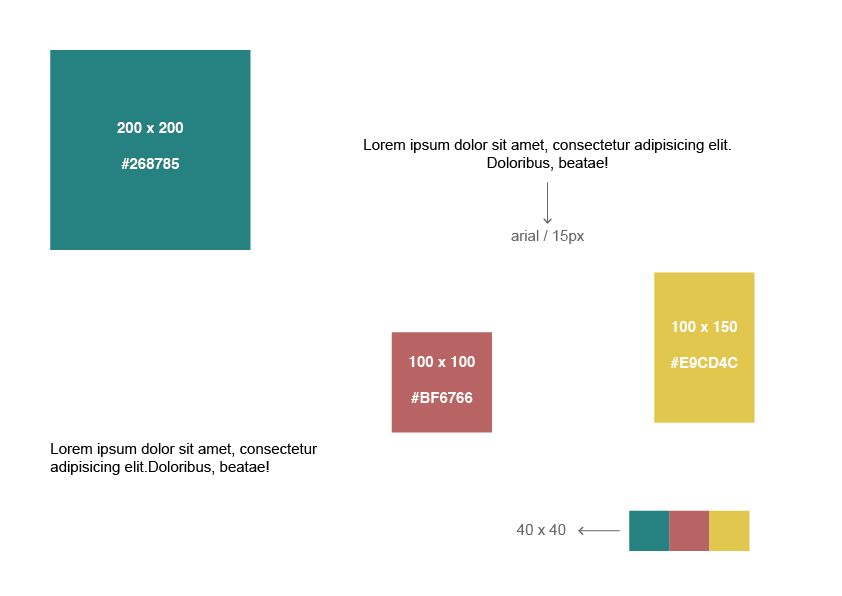 200 x 200
#268785
Lorem ipsum dolor sit amet, consectetur adipisicing elit.
Doloribus, beatae!
arial / 15px
100 x 150
#E9CD4C
100 x 100
#BF6766
Lorem ipsum dolor sit amet, consectetur
adipisicing elit.Doloribus, beatae!
40 x 40